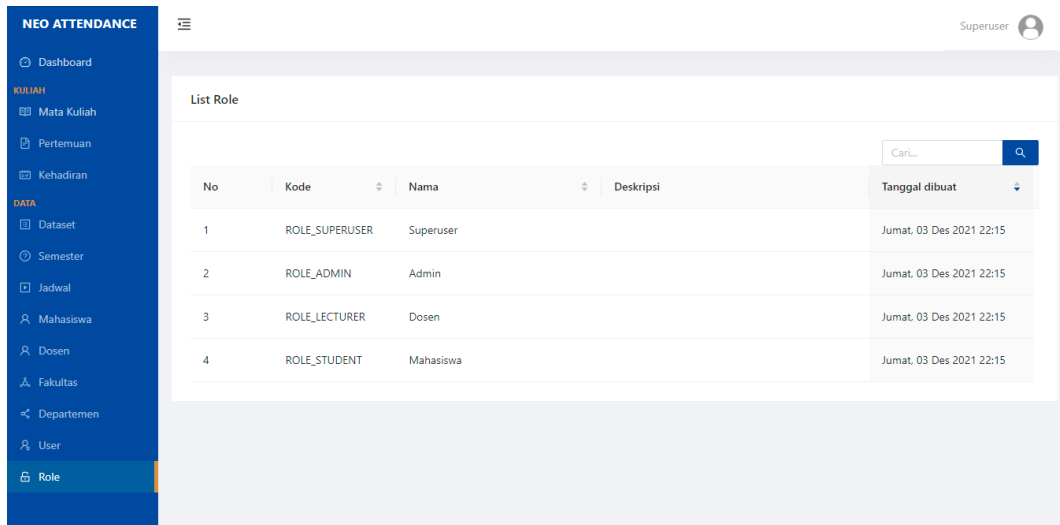 NEO ATTENDANCE
Superuser
Dashboard
KULIAH
Mata Kuliah
Pertemuan
Kehadiran
DATA
Dataset
Semester
Jadwal
Mahasiswa
Dosen
Fakultas
Departemen
User
Role
List Role
Cari...
No Kode Nama Deskripsi Tanggal dibuat
1 ROLE_SUPERUSER Superuser Jumat, 03 Des 2021 22:15
2 ROLE_ADMIN Admin Jumat, 03 Des 2021 22:15
3 ROLE_LECTURER Dosen Jumat, 03 Des 2021 22:15
4 ROLE_STUDENT Mahasiswa Jumat, 03 Des 2021 22:15